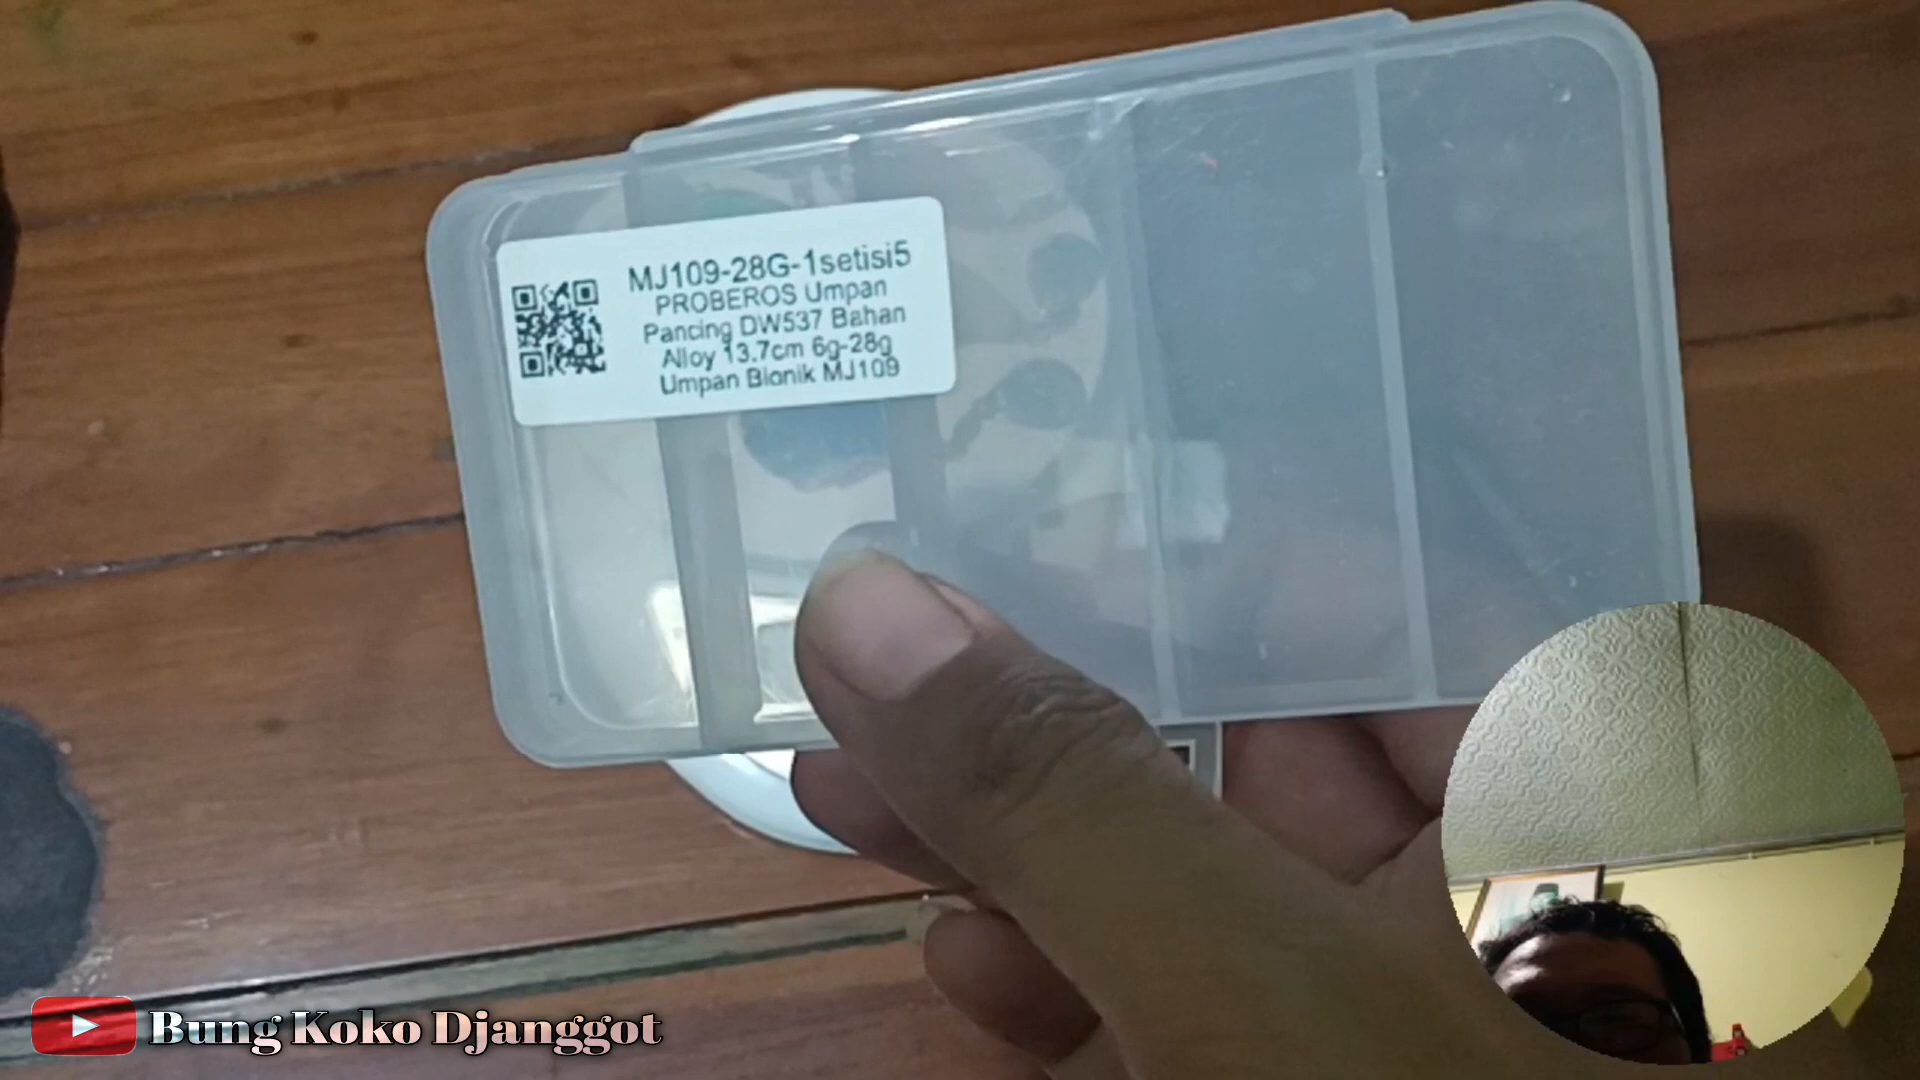 MJ109-28G-1setisi5
PROBEROS Umpan
Pancing DW537 Bahan
Alloy 13.7cm 6g-28g
Umpan Bionik MJ109
Bung Koko Djanggot